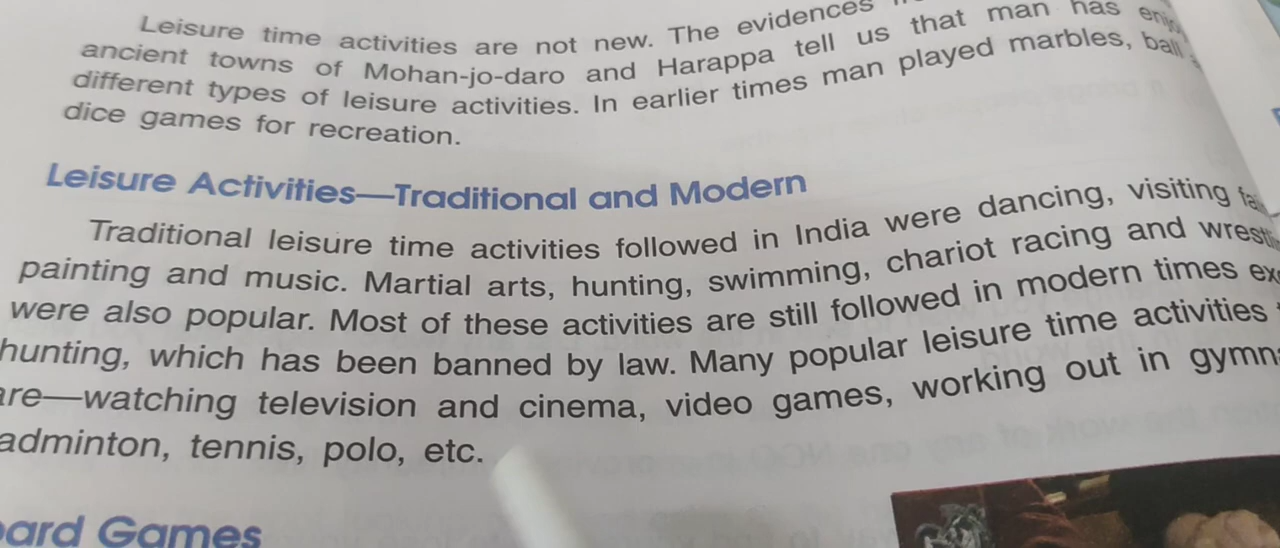 Leisure time activities are not new. The evidences
ancient towns of Mohan-jo-daro and Harappa tell us that man has
different types of leisure activities. In earlier times man played marbles, ball
dice games for recreation.
Leisure Activities—Traditional and Modern
Traditional leisure time activities followed in India were dancing, visiting
painting and music. Martial arts, hunting, swimming, chariot racing and
were also popular. Most of these activities are still followed in modern times
hunting, which has been banned by law. Many popular leisure time activities
are—watching television and cinema, video games, working out in
adminton, tennis, polo, etc.
ard Games